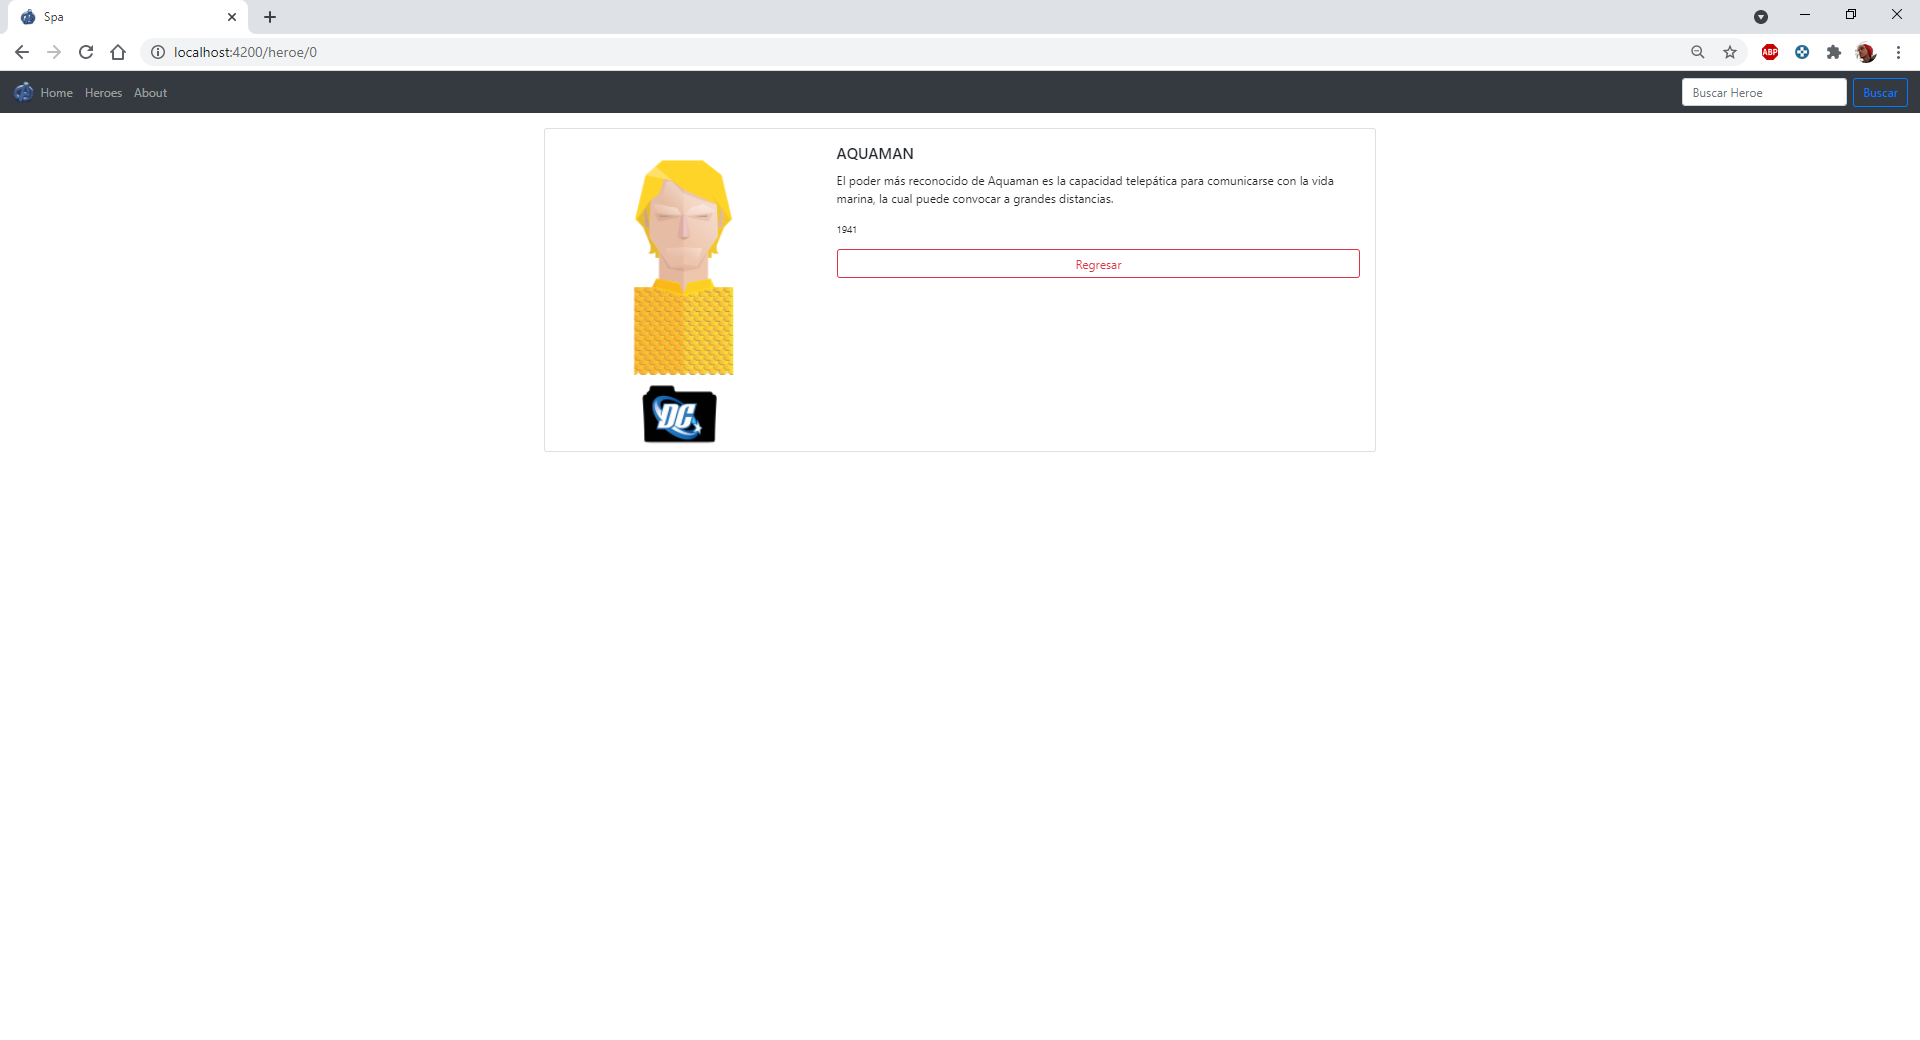 Spa
localhost:4200/heroe/0
ABP
Home Heroes About
Buscar Heroe
Buscar
AQUAMAN
El poder más reconocido de Aquaman es la capacidad telepática para comunicarse con la vida
marina, la cual puede convocar a grandes distancias.
1941
Regresar
DC